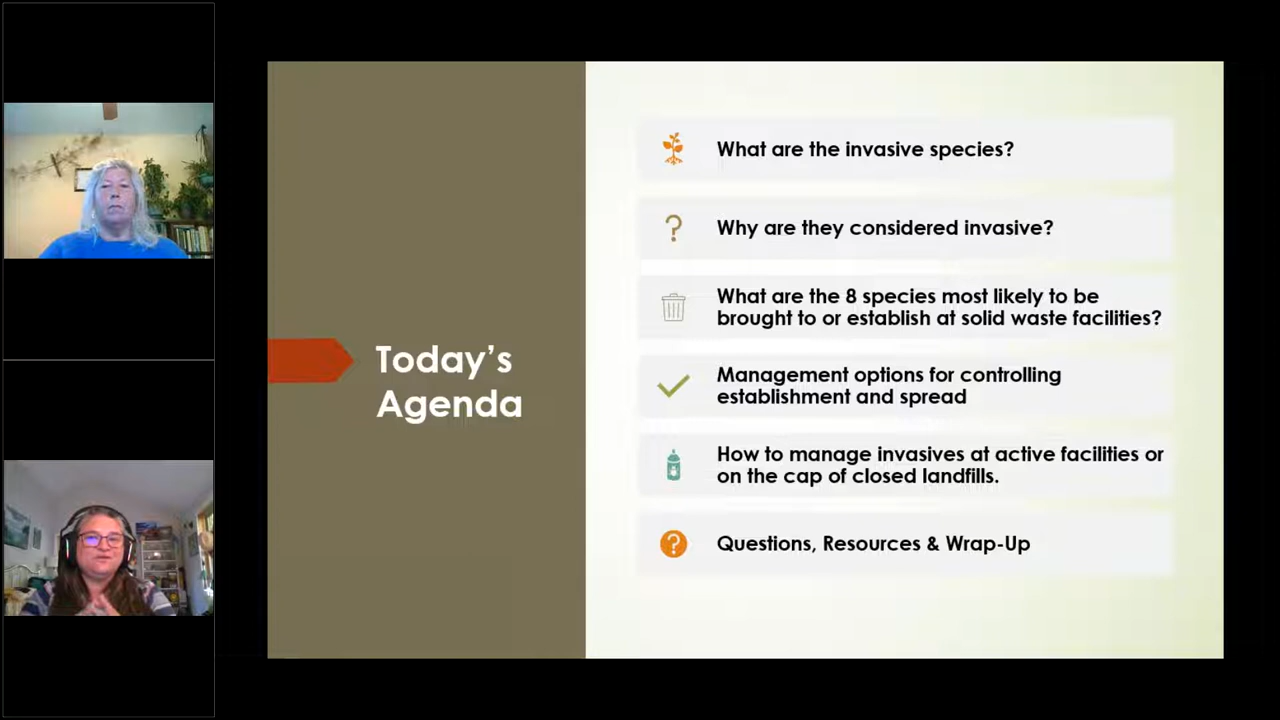 Today's
Agenda
What are the invasive species?
Why are they considered invasive?
What are the 8 species most likely to be
brought to or establish at solid waste facilities?
Management options for controlling
establishment and spread
How to manage invasives at active facilities or
on the cap of closed landfills.
Questions, Resources & Wrap-Up